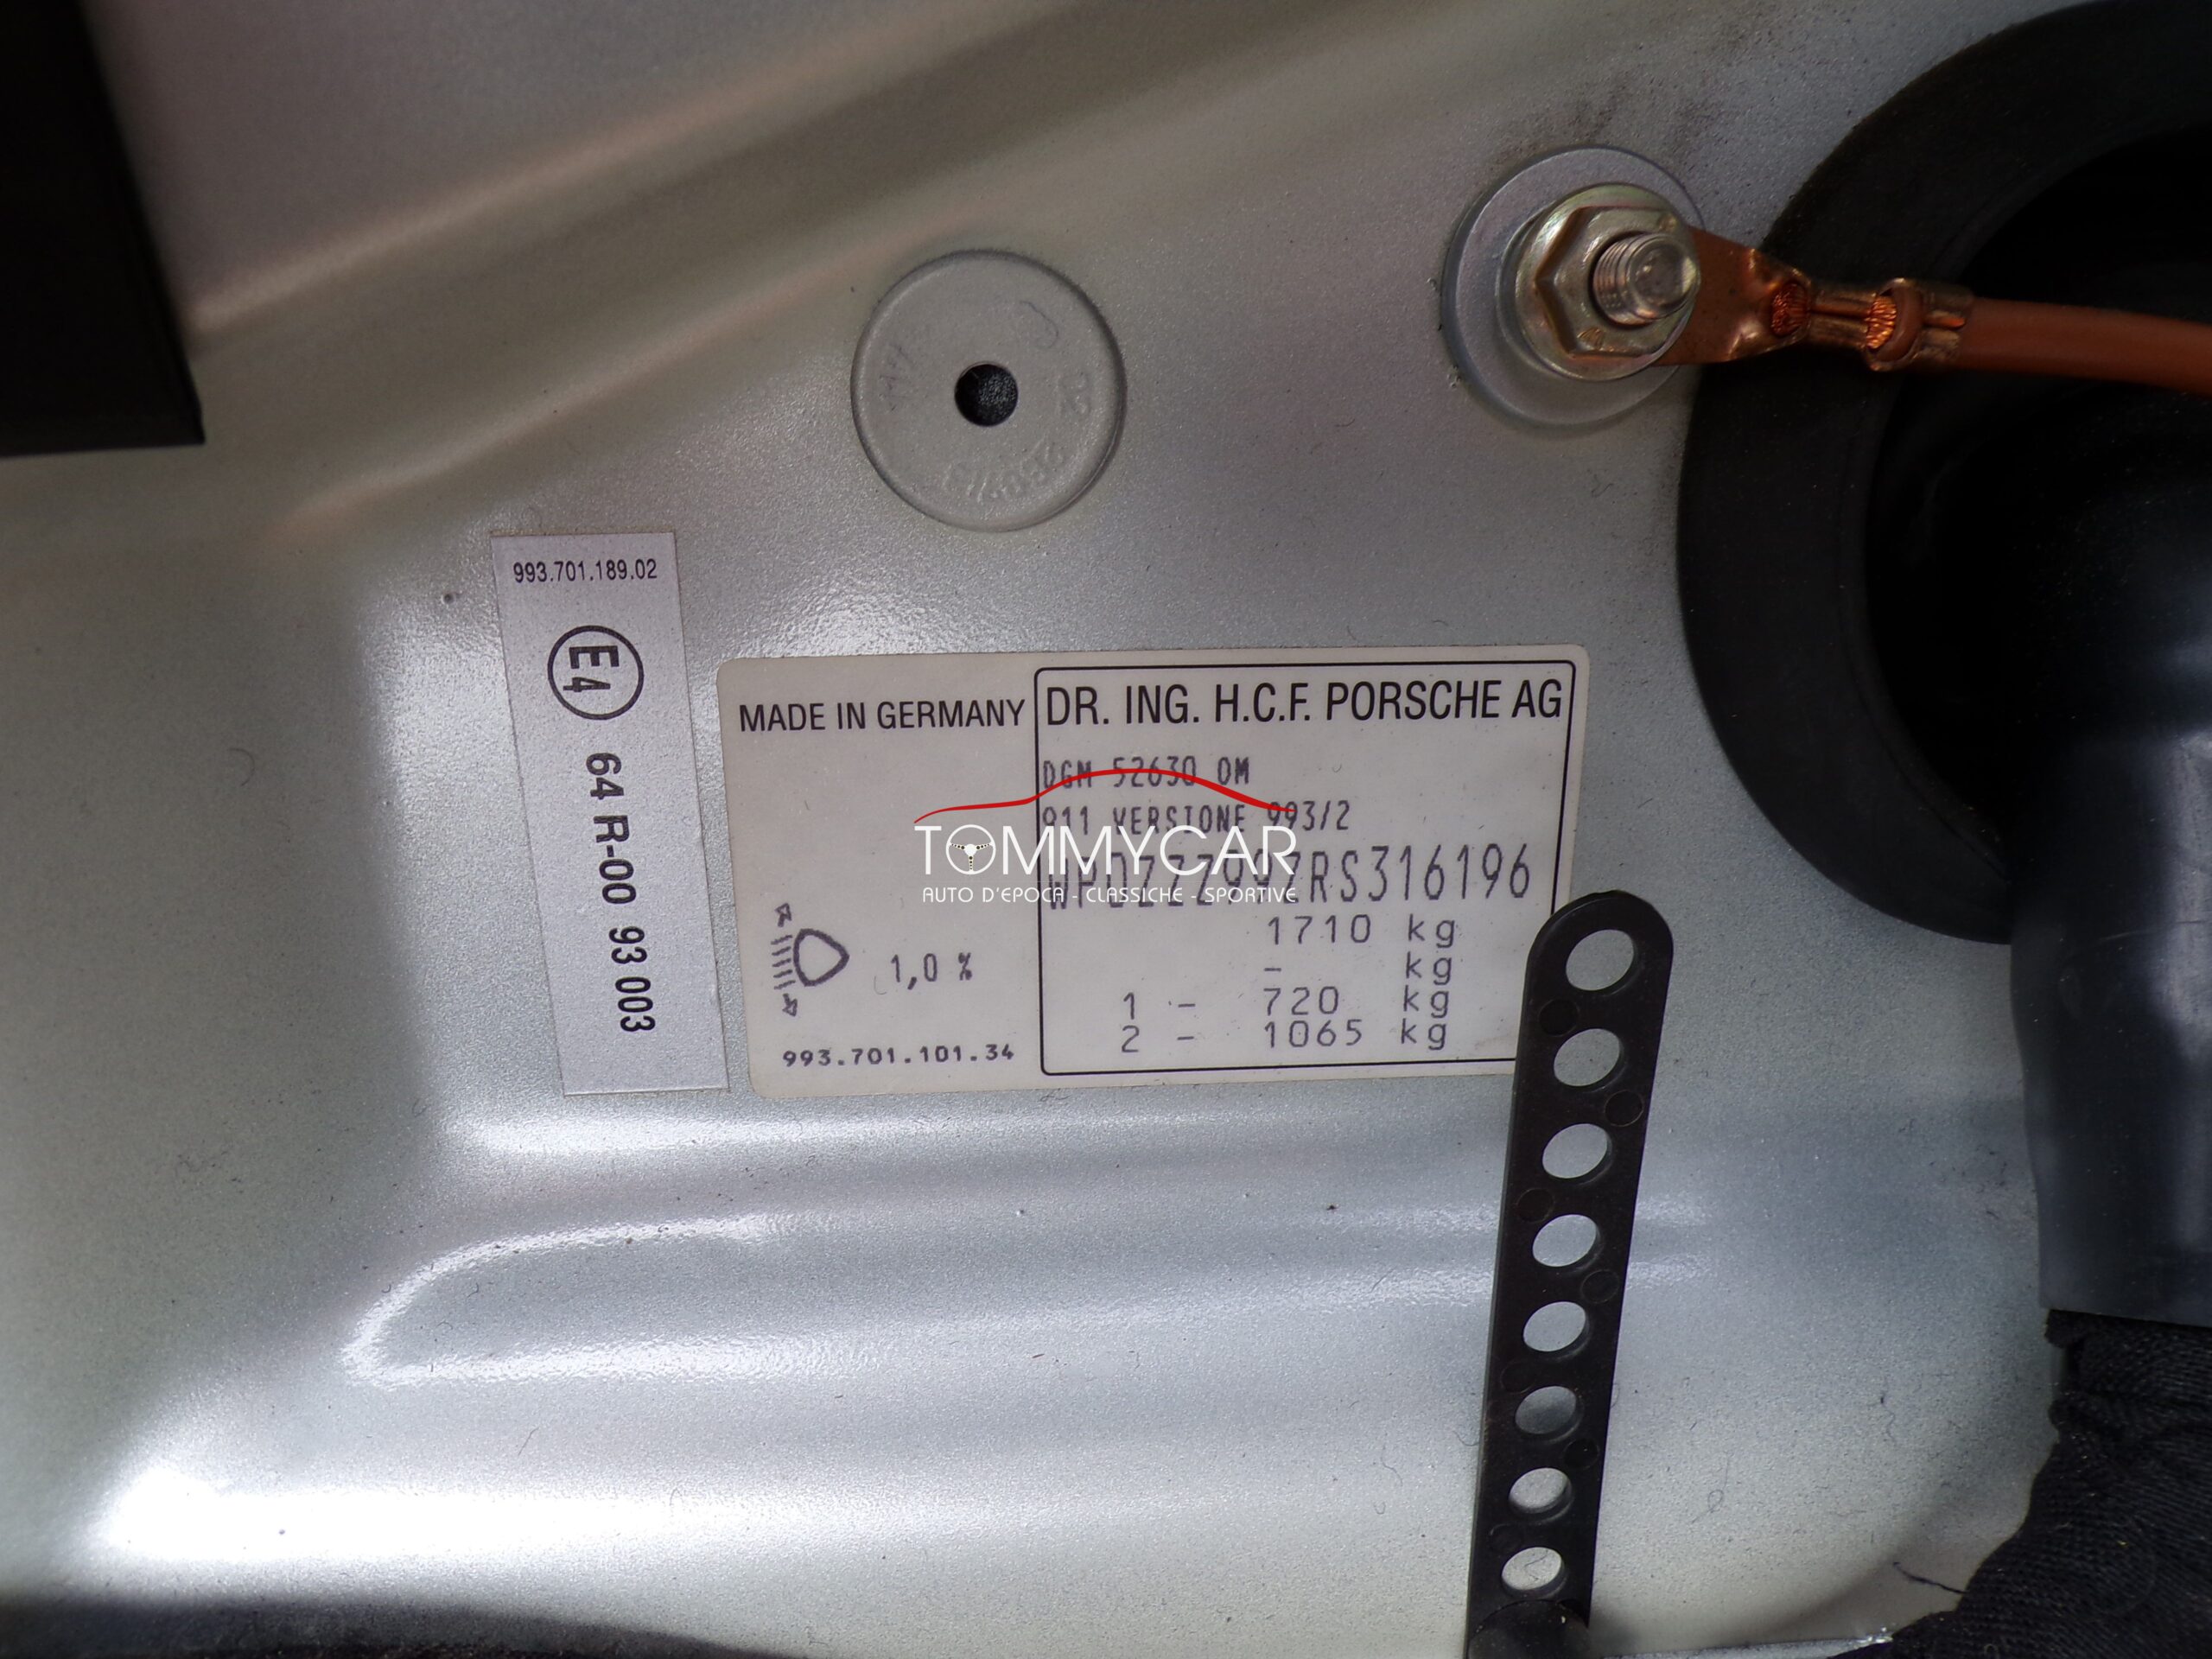 993.701.189.02
E4
64 R-00 93 003
MADE IN GERMANY
DR. ING. H.C.F. PORSCHE AG
DGM 52630 OM
911 VERSIONE 993/2
WP0ZZZ99ZRS316196
1710 kg
- kg
1 - 720 kg
2 - 1065 kg
1,0 %
993.701.101.34
TOMMYCAR
AUTO D'EPOCA - CLASSICHE - SPORTIVE